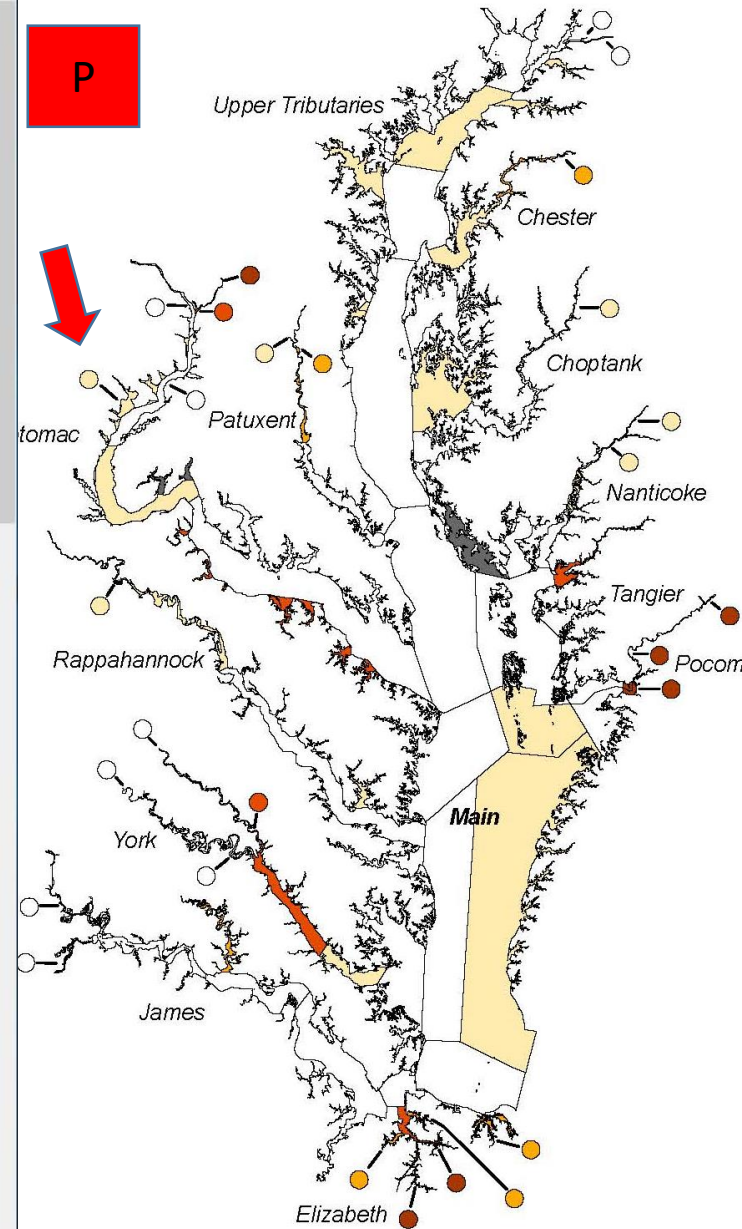 P
Upper Tributaries
Chester
Choptank
Patuxent
tomac
Nanticoke
Tangier
Rappahannock
Pocom
Main
York
James
Elizabeth